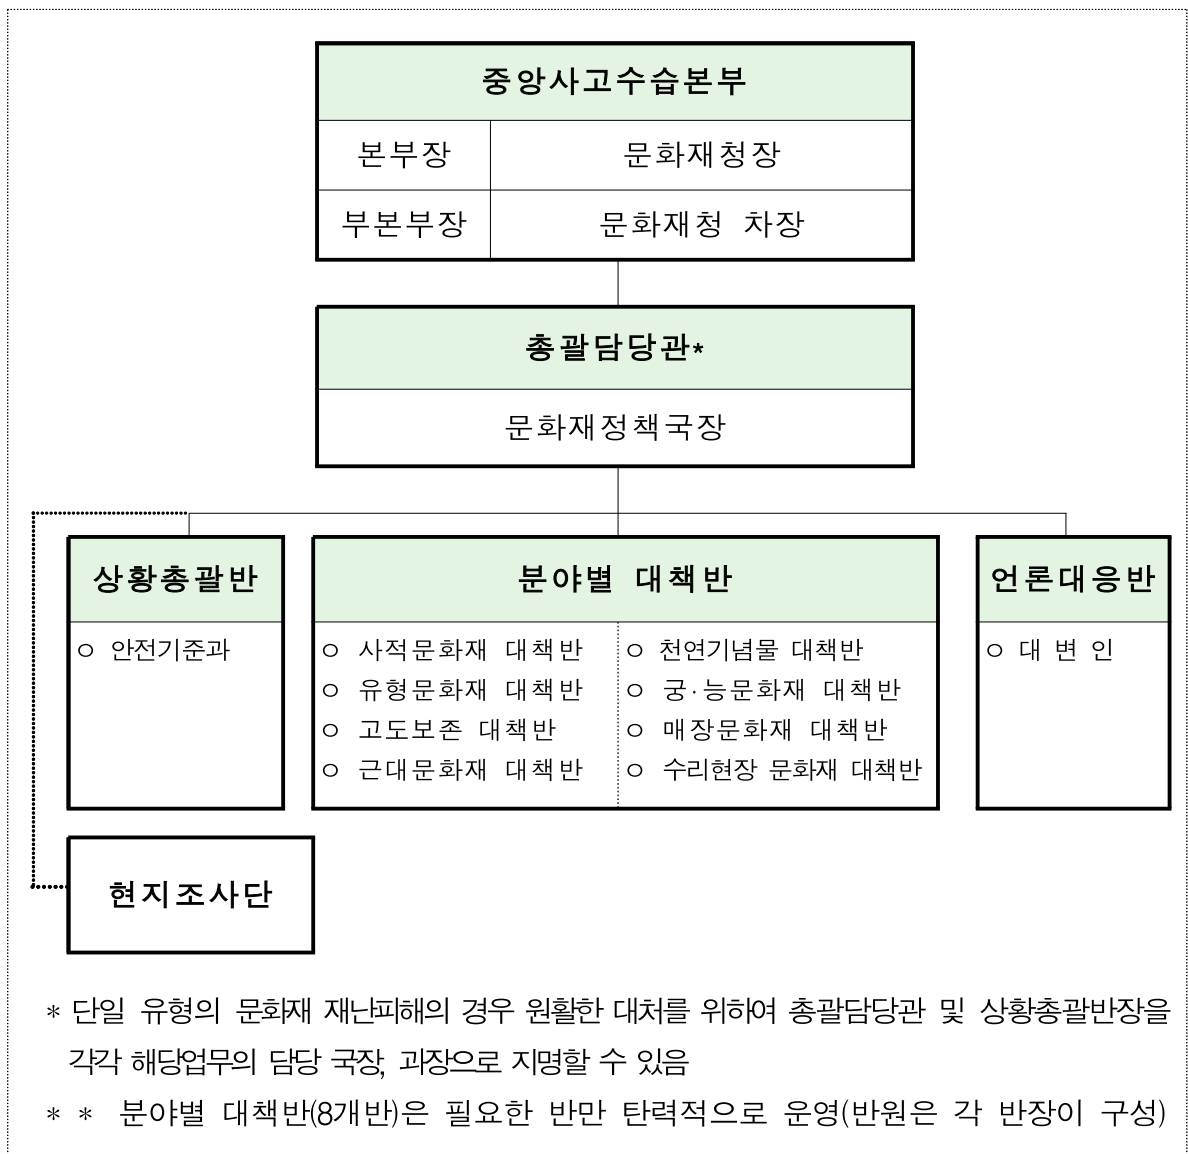 중앙사고수습본부
본부장 문화재청장
부본부장 문화재청 차장
총괄담당관*
문화재정책국장
상황총괄반
ㅇ 안전기준과
분야별 대책반
ㅇ 사적문화재 대책반
ㅇ 유형문화재 대책반
ㅇ 고도보존 대책반
ㅇ 근대문화재 대책반
ㅇ 천연기념물 대책반
ㅇ 궁·능문화재 대책반
ㅇ 매장문화재 대책반
ㅇ 수리현장 문화재 대책반
언론대응반
ㅇ 대 변 인
현지조사단
* 단일 유형의 문화재 재난피해의 경우 원활한 대처를 위하여 총괄담당관 및 상황총괄반장을
각각 해당업무의 담당 국장, 과장으로 지명할 수 있음
* * 분야별 대책반(8개반)은 필요한 반만 탄력적으로 운영(반원은 각 반장이 구성)